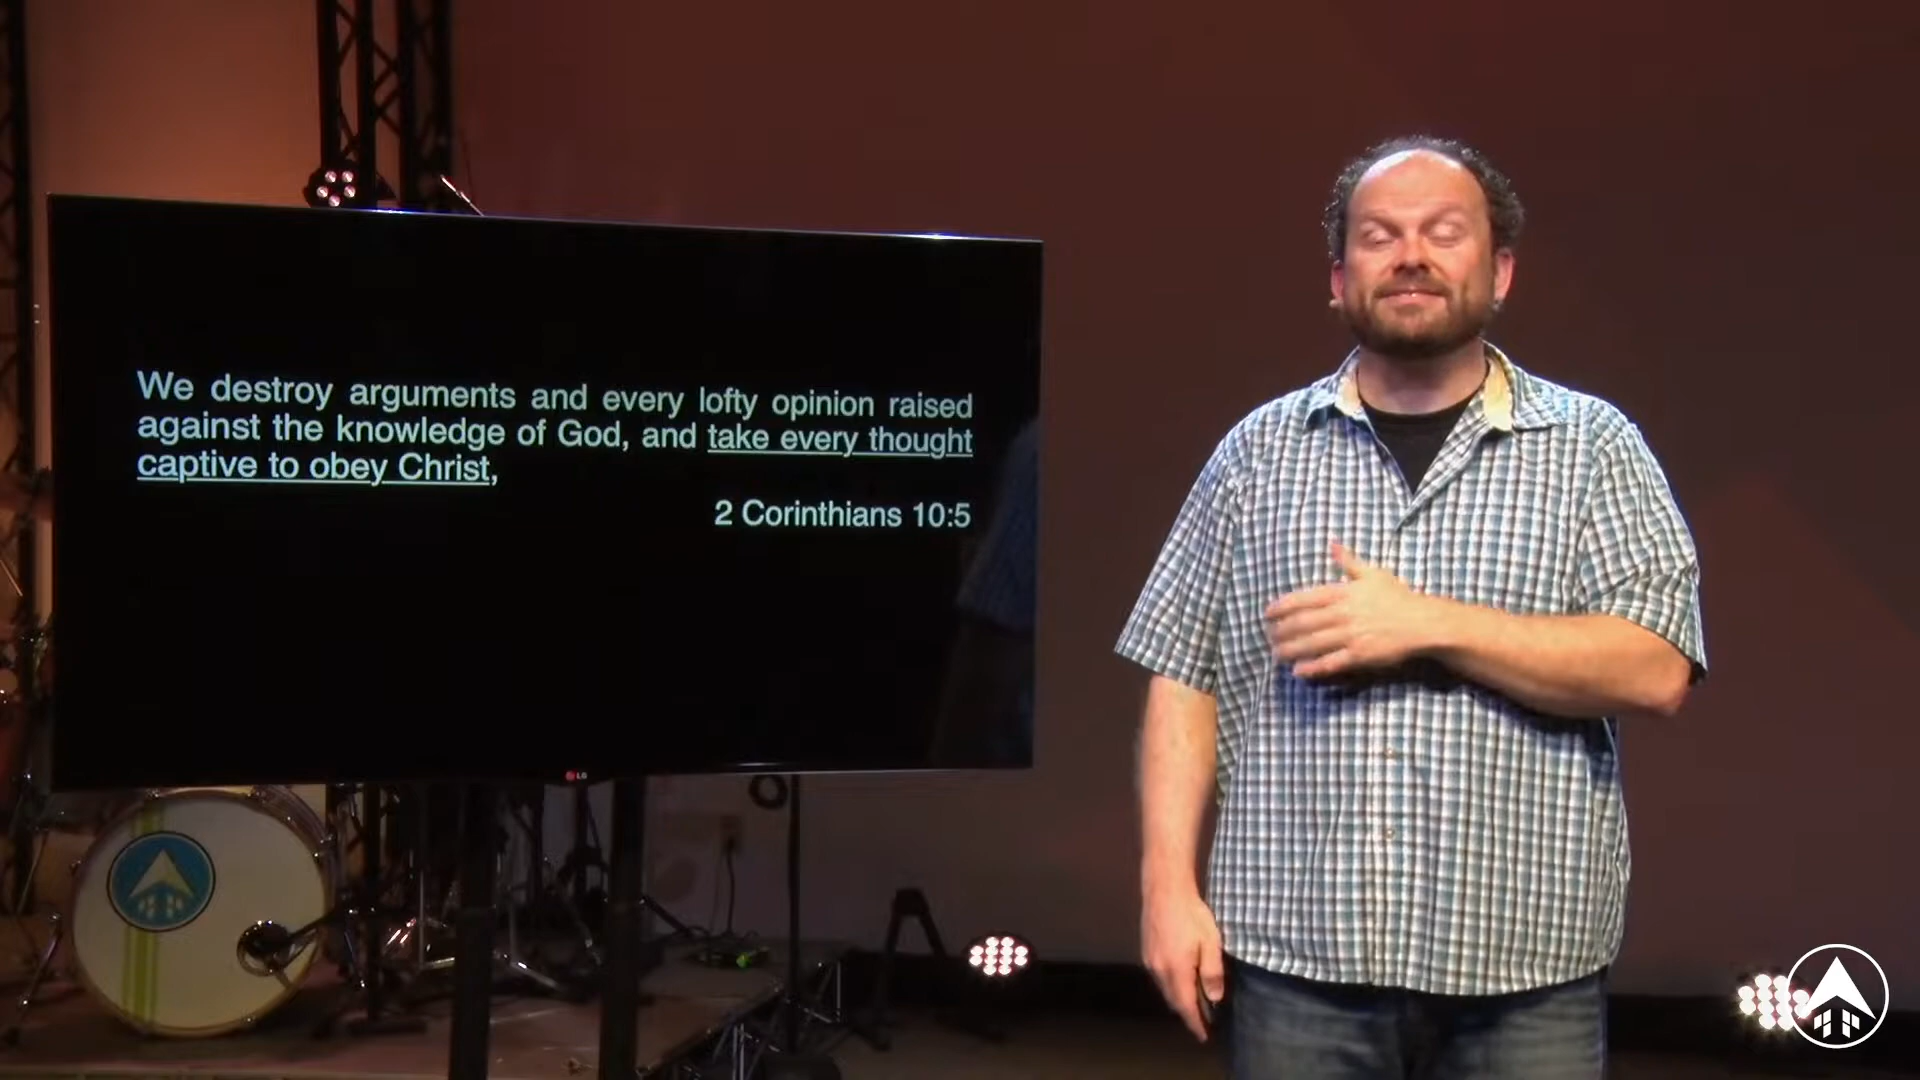 We destroy arguments and every lofty opinion raised
against the knowledge of God, and take every thought
captive to obey Christ,
2 Corinthians 10:5
LG